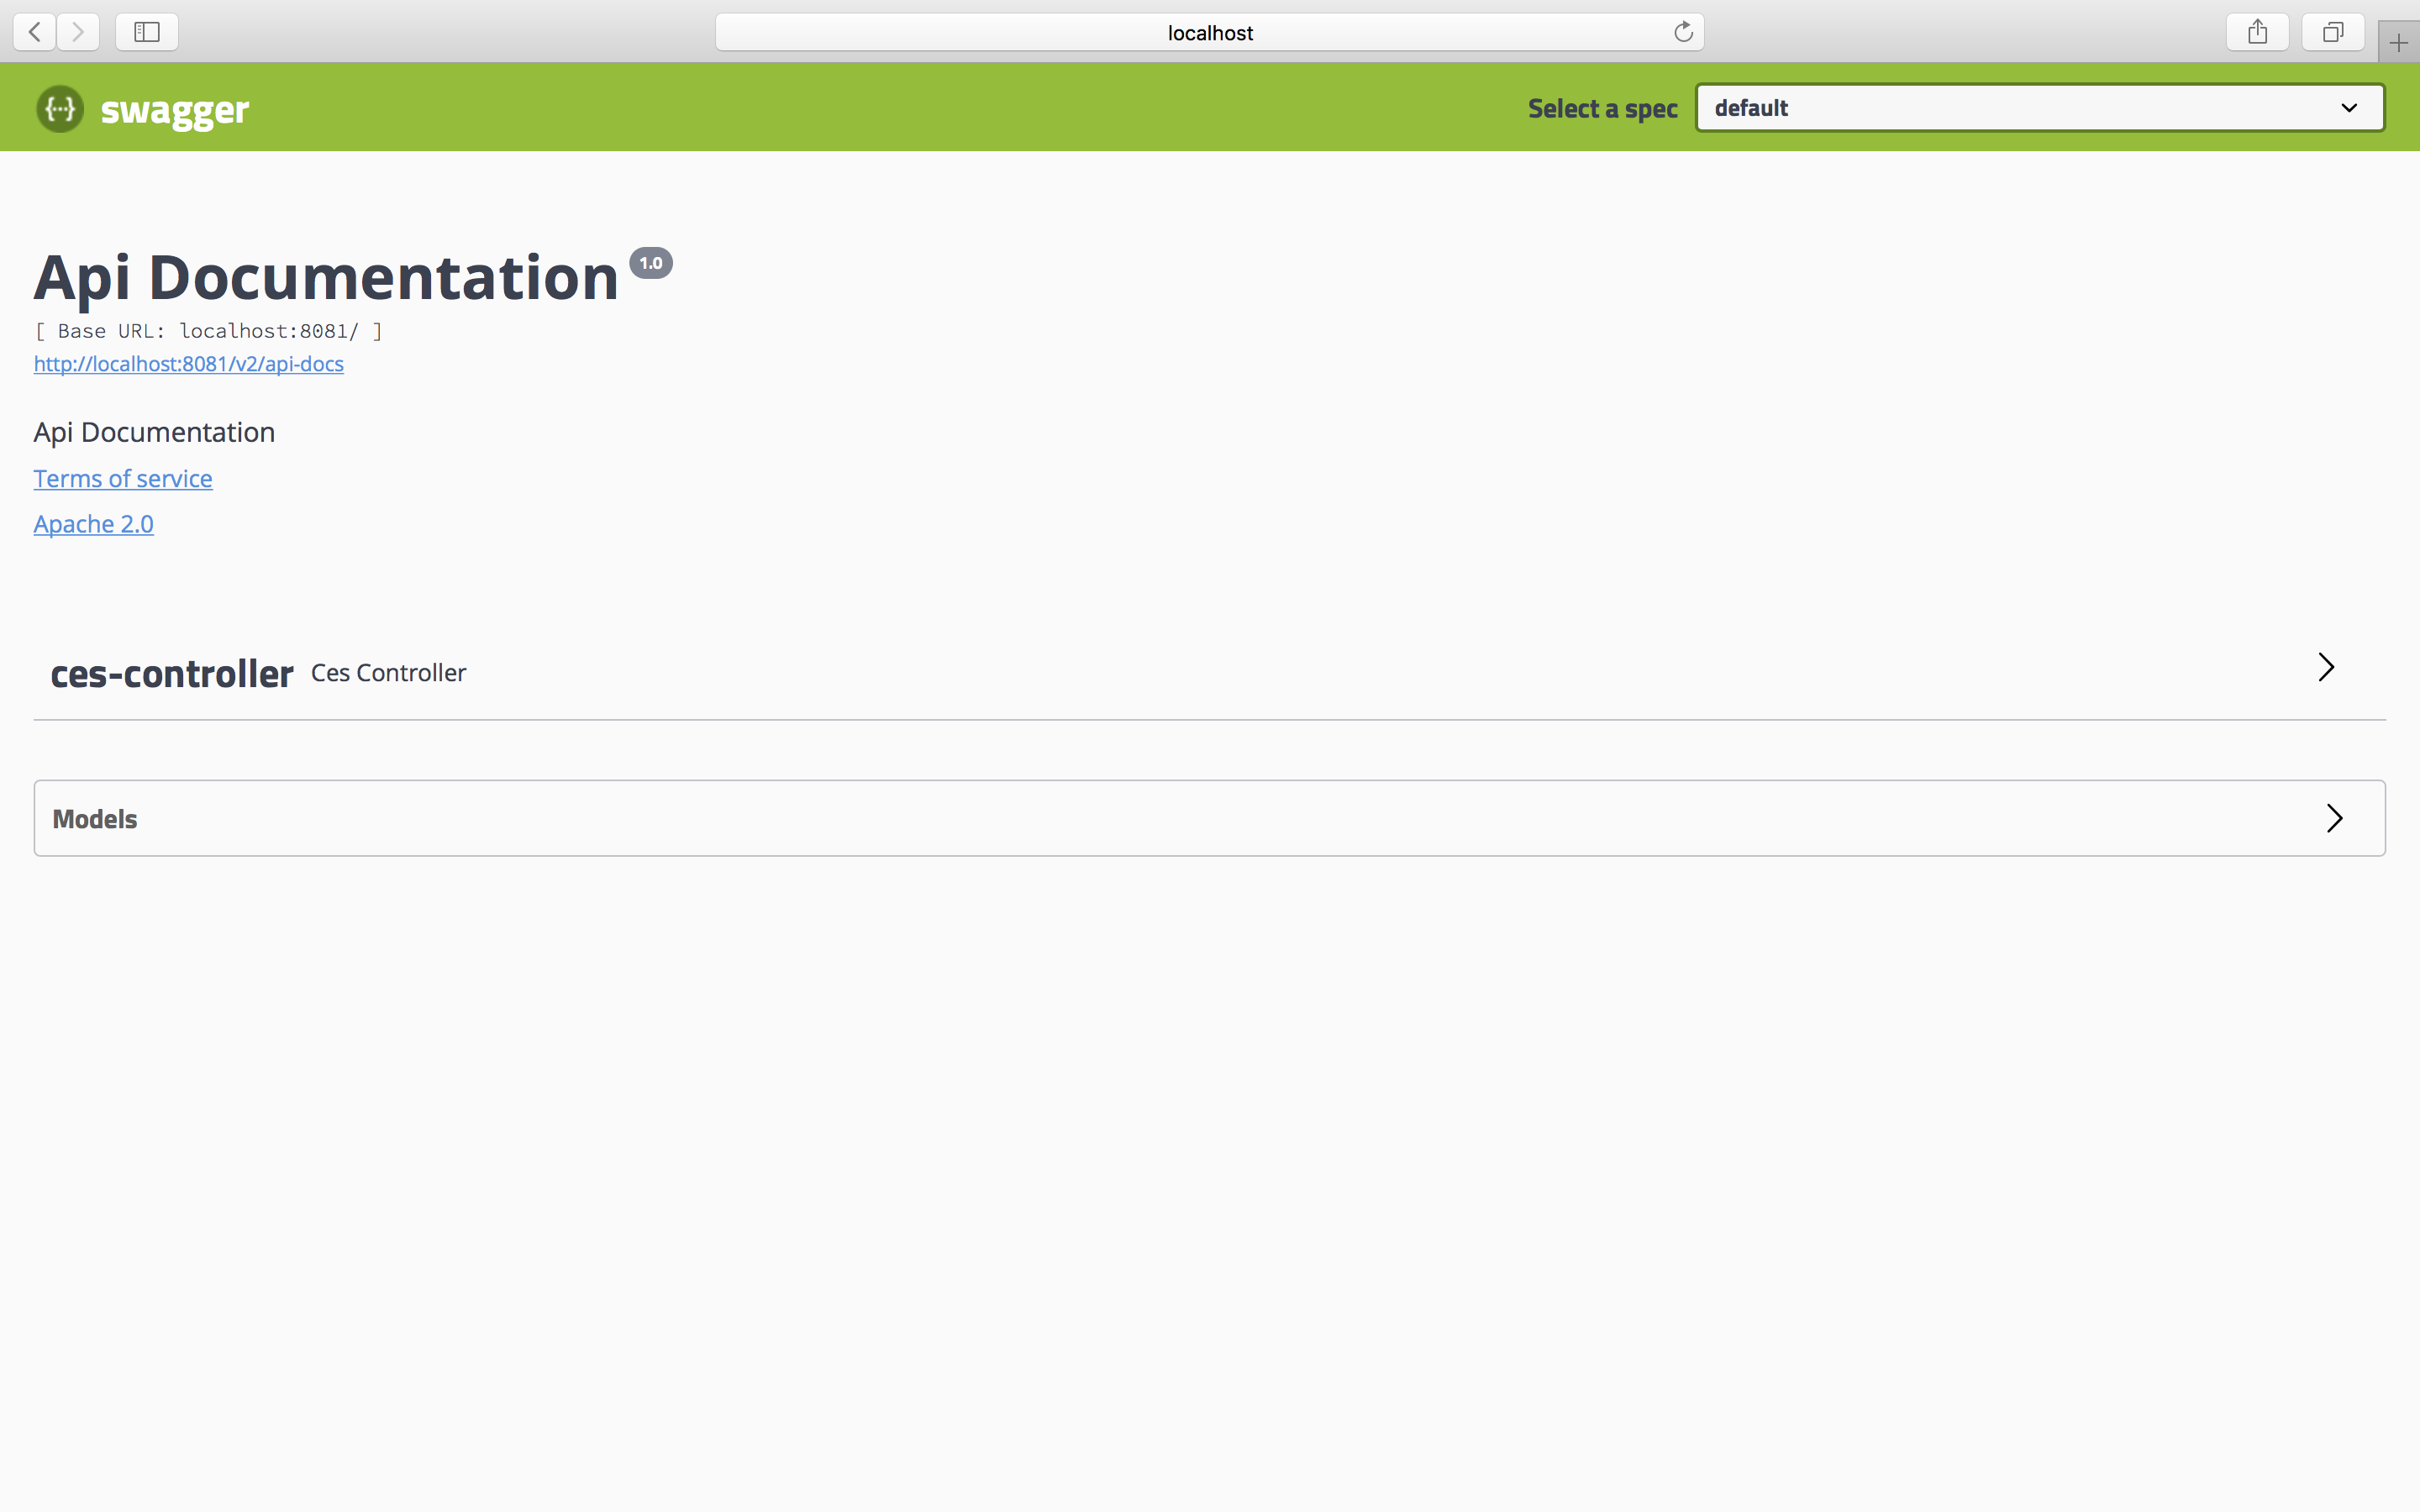 localhost
{···} swagger
Select a spec default
Api Documentation 1.0
[ Base URL: localhost:8081/ ]
http://localhost:8081/v2/api-docs
Api Documentation
Terms of service
Apache 2.0
ces-controller Ces Controller
Models